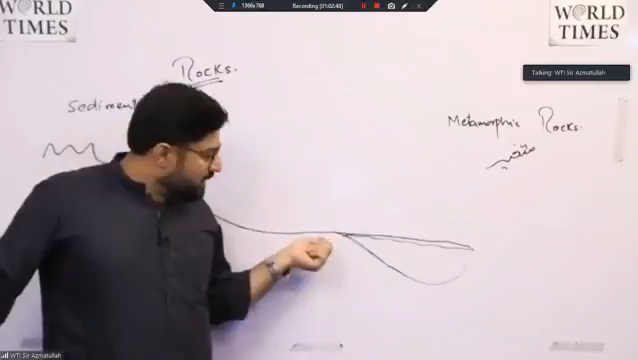 1366x768
Recording [01:02:48]
WORLD
TIMES
WORLD
TIMES
Talking: WTI Sir Azmatullah
Rocks.
Sediment
Metamorphic Rocks.
WTI Sir Azmatullah